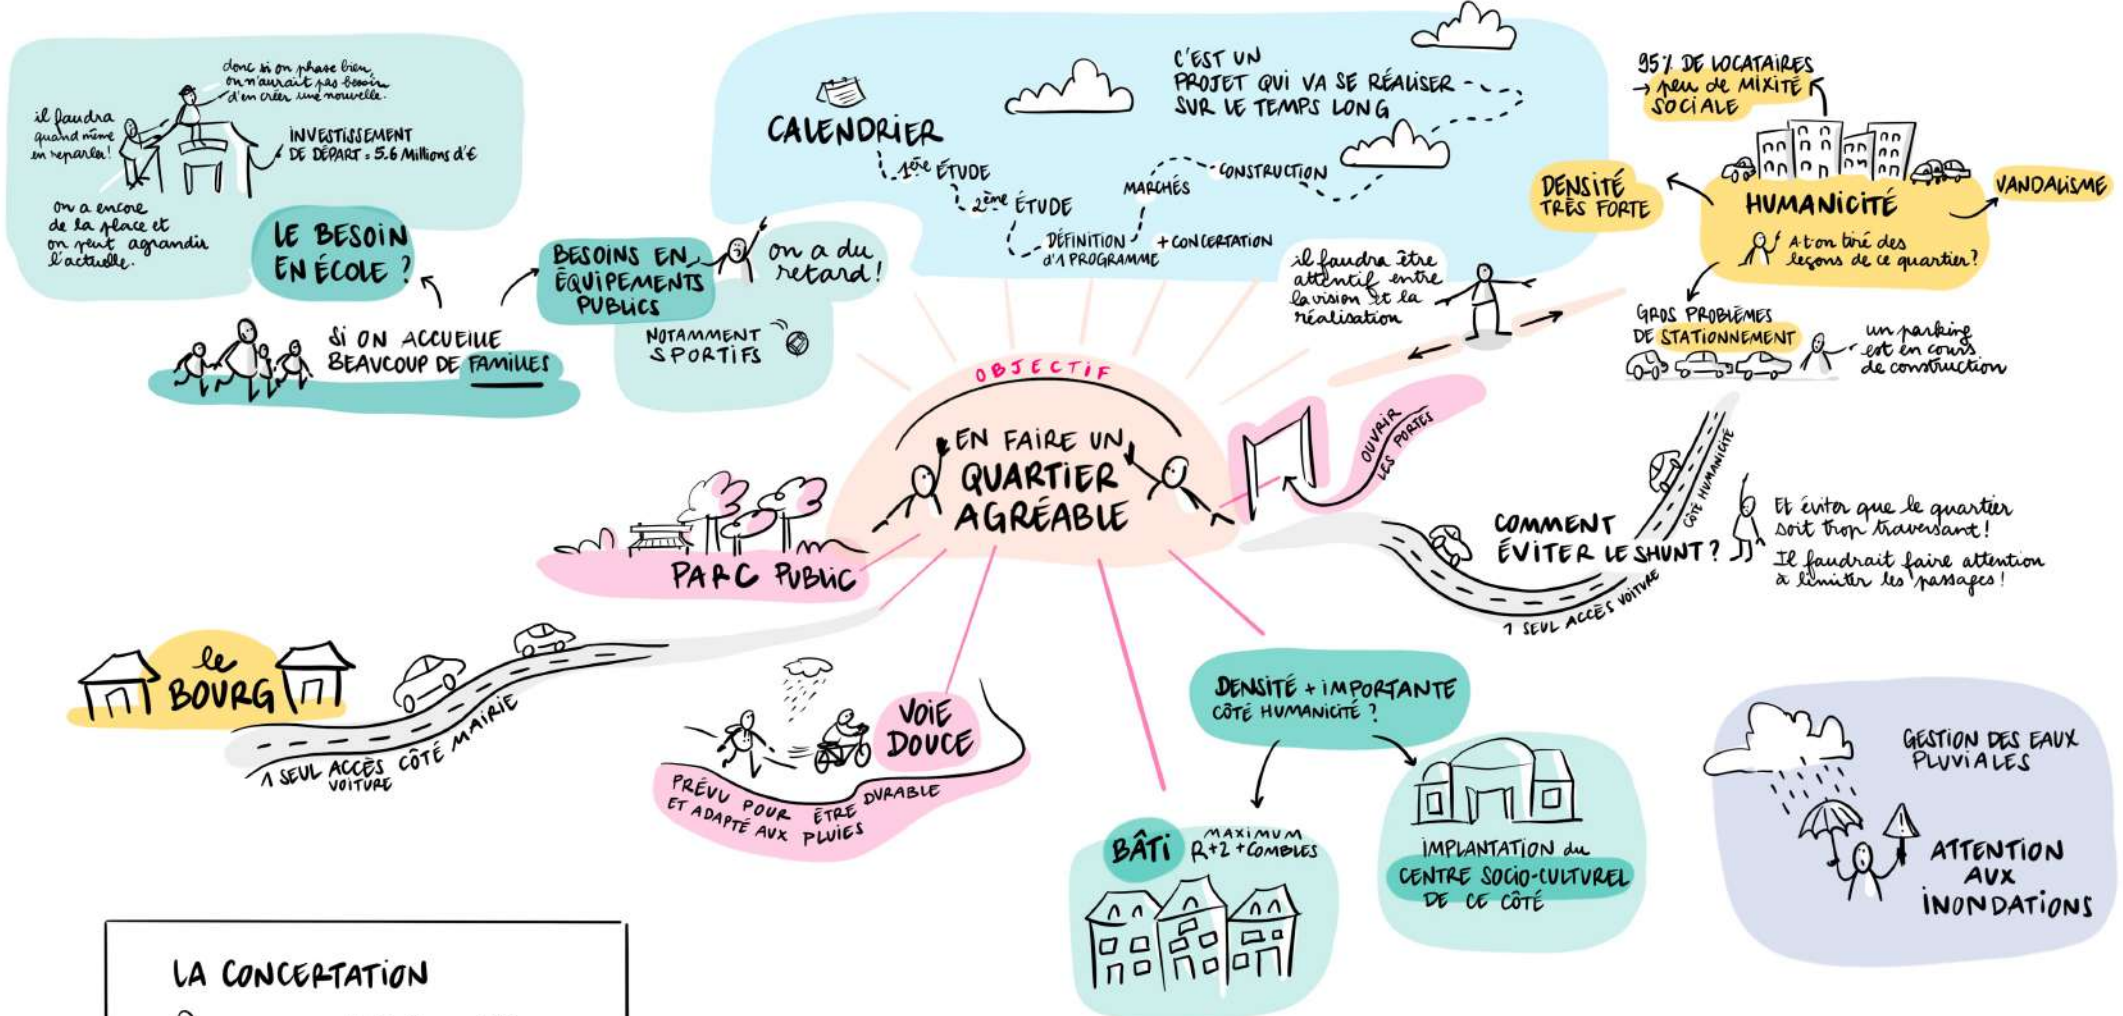 donc si on phase bien,
on n'aurait pas besoin
d'en créer une nouvelle.
il faudra
quand même
en reparler!
INVESTISSEMENT
DE DÉPART = 5.6 Millions d'€
on a encore
de la place et
on peut agrandir
l'actuelle.
LE BESOIN
EN ÉCOLE ?
SI ON ACCUEILLE
BEAUCOUP DE FAMILLES
BESOINS EN
ÉQUIPEMENTS
PUBLICS
on a du
retard!
NOTAMMENT
SPORTIFS
CALENDRIER
1ère ÉTUDE
2ème ÉTUDE
DÉFINITION
d'1 PROGRAMME
+ CONCERTATION
MARCHÉS
CONSTRUCTION
C'EST UN
PROJET QUI VA SE RÉALISER
SUR LE TEMPS LONG
il faudra être
attentif entre
la vision et la
réalisation
95% DE LOCATAIRES
→ peu de MIXITÉ
SOCIALE
DENSITÉ
TRÈS FORTE
HUMANICITÉ
A t'on tiré des
leçons de ce quartier?
VANDALISME
GROS PROBLÈMES
DE STATIONNEMENT
un parking
est en cours
de construction
OBJECTIF
EN FAIRE UN
QUARTIER
AGRÉABLE
OUVRIR
LES PORTES
COMMENT
ÉVITER LE SHUNT ?
CÔTÉ HUMANICITÉ
1 SEUL ACCÈS VOITURE
Et éviter que le quartier
soit trop traversant!
Il faudrait faire attention
à limiter les passages!
PARC PUBLIC
le
BOURG
1 SEUL ACCÈS CÔTÉ MAIRIE
VOITURE
VOIE
DOUCE
PRÉVU POUR ÊTRE DURABLE
ET ADAPTÉ AUX PLUIES
DENSITÉ + IMPORTANTE
CÔTÉ HUMANICITÉ ?
BÂTI
MAXIMUM
R+2 + COMBLES
IMPLANTATION du
CENTRE SOCIO-CULTUREL
DE CE CÔTÉ
GESTION DES EAUX
PLUVIALES
ATTENTION
AUX
INONDATIONS
LA CONCERTATION